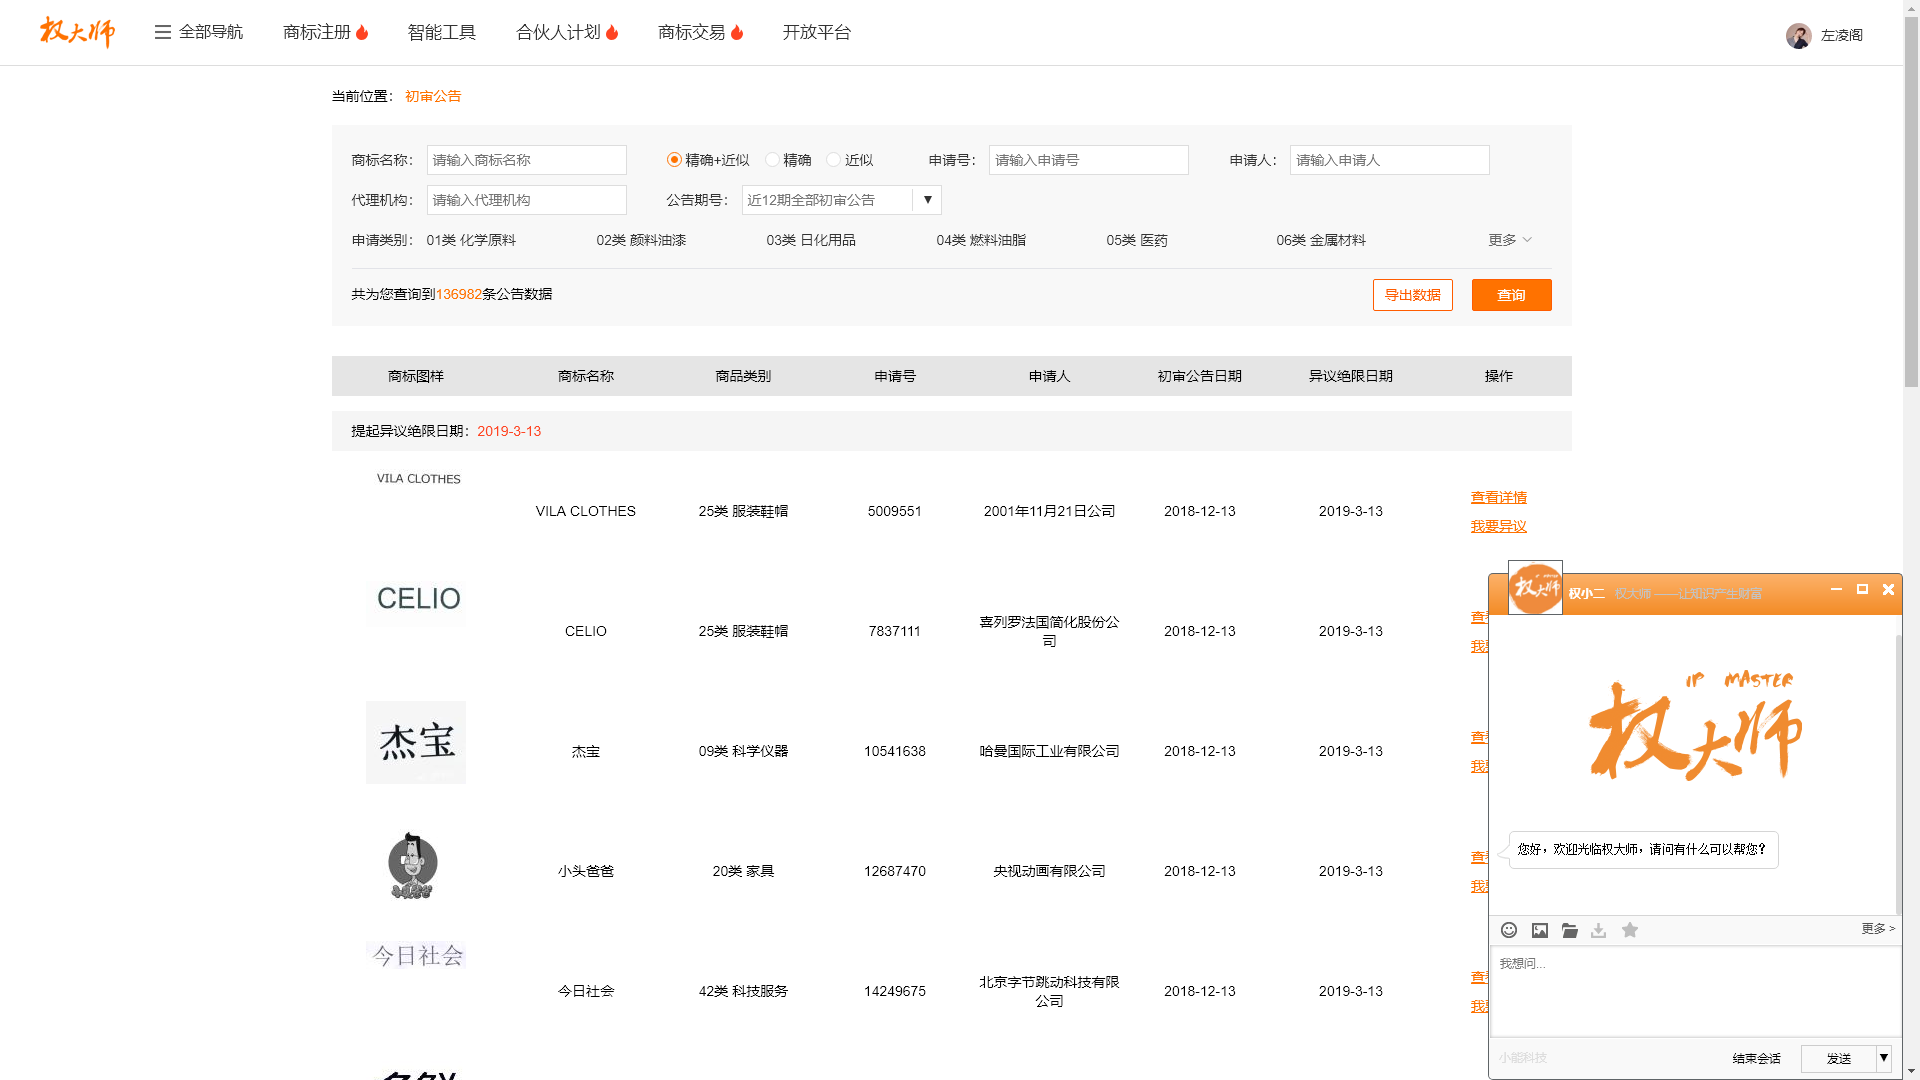 权大师
全部导航 商标注册 智能工具 合伙人计划 商标交易 开放平台
左凌阁
当前位置： 初审公告
商标名称： 请输入商标名称 精确+近似 精确 近似 申请号： 请输入申请号 申请人： 请输入申请人
代理机构： 请输入代理机构 公告期号： 近12期全部初审公告 ▼
申请类别： 01类 化学原料 02类 颜料油漆 03类 日化用品 04类 燃料油脂 05类 医药 06类 金属材料 更多
共为您查询到136982条公告数据 导出数据 查询
商标图样 商标名称 商品类别 申请号 申请人 初审公告日期 异议绝限日期 操作
提起异议绝限日期：2019-3-13
VILA CLOTHES
VILA CLOTHES 25类 服装鞋帽 5009551 2001年11月21日公司 2018-12-13 2019-3-13
查看详情
我要异议
CELIO
CELIO 25类 服装鞋帽 7837111 喜列罗法国简化股份公司 2018-12-13 2019-3-13
杰宝
杰宝 09类 科学仪器 10541638 哈曼国际工业有限公司 2018-12-13 2019-3-13
小头爸爸
小头爸爸 20类 家具 12687470 央视动画有限公司 2018-12-13 2019-3-13
今日社会
今日社会 42类 科技服务 14249675 北京字节跳动科技有限公司 2018-12-13 2019-3-13
权大师
权小二 权大师 ——让知识产生财富
IP MASTER
权大师
您好，欢迎光临权大师，请问有什么可以帮您？
更多 >
我想问...
小能科技 结束会话 发送 ▼